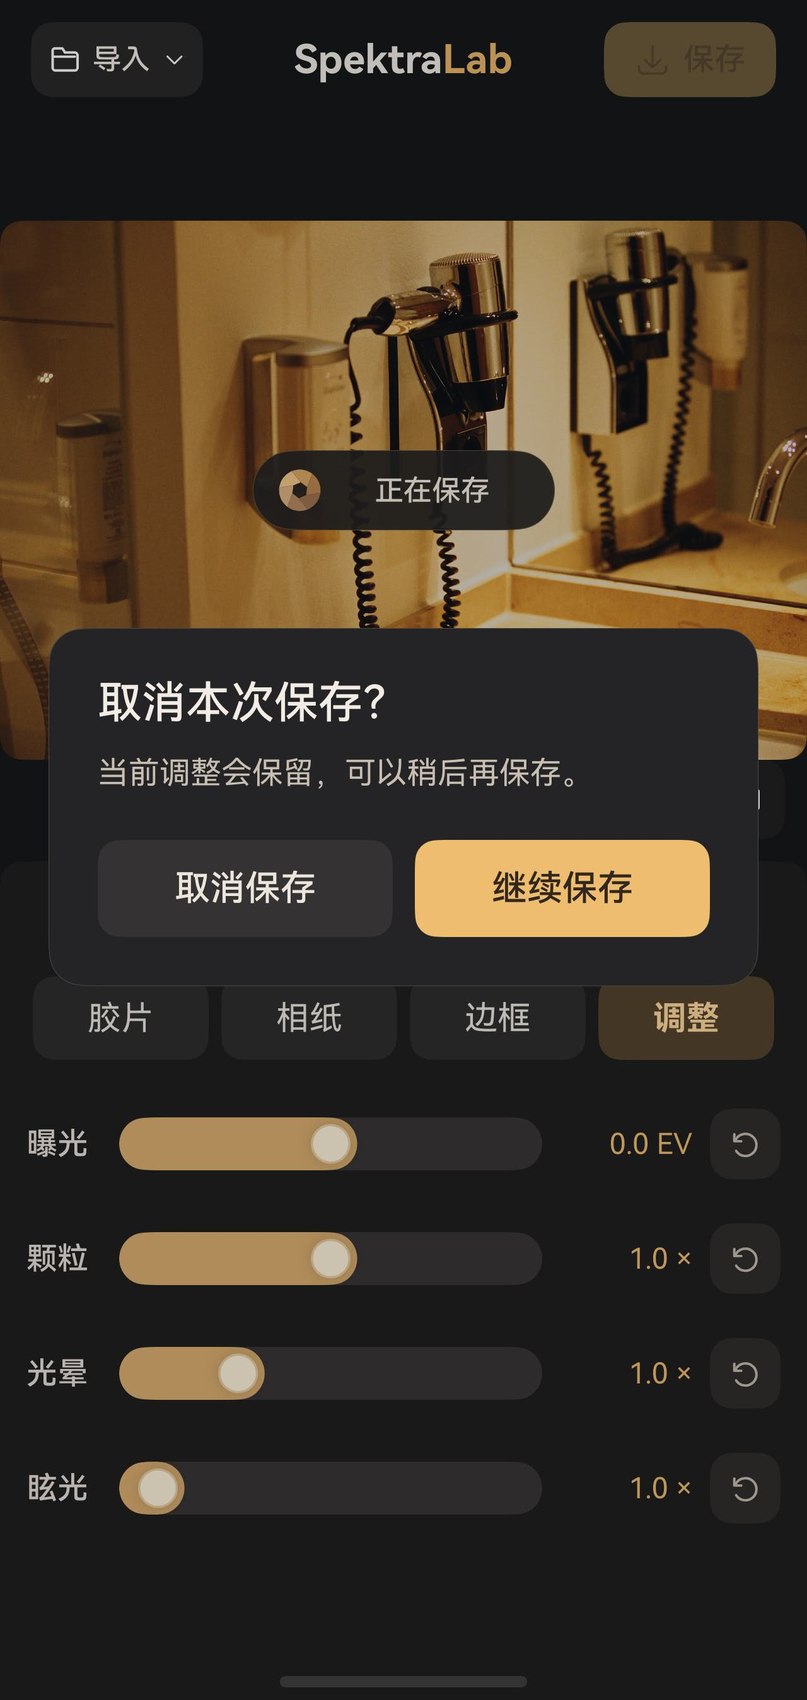 导入
SpektraLab
保存
正在保存
取消本次保存?
当前调整会保留，可以稍后再保存。
取消保存
继续保存
胶片
相纸
边框
调整
曝光
0.0 EV
颗粒
1.0 ×
光晕
1.0 ×
眩光
1.0 ×